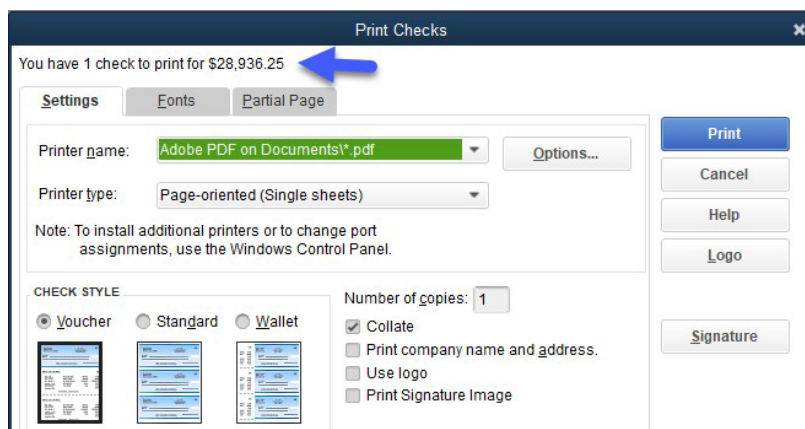 Print Checks
You have 1 check to print for $28,936.25
Settings
Fonts
Partial Page
Printer name:
Adobe PDF on Documents\*.pdf
Options...
Printer type:
Page-oriented (Single sheets)
Note: To install additional printers or to change port
assignments, use the Windows Control Panel.
Print
Cancel
Help
Logo
CHECK STYLE
Voucher
Standard
Wallet
Number of copies: 1
Collate
Print company name and address.
Use logo
Print Signature Image
Signature